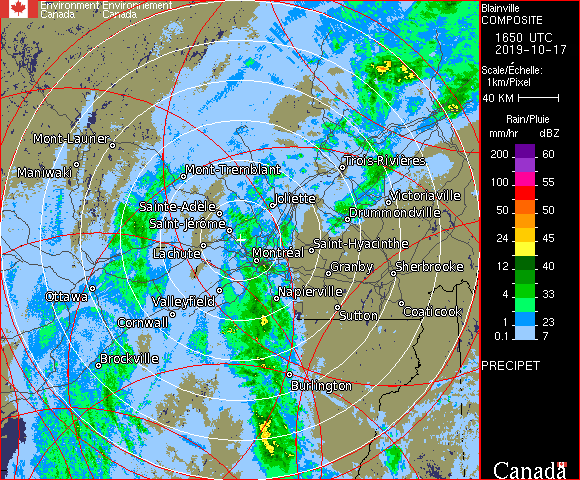 Environment Environnement
Canada Canada
Blainville
COMPOSITE
1650 UTC
2019-10-17
Scale/Échelle:
1km/Pixel
40 KM
Rain/Pluie
mm/hr dBZ
200 60
100 55
50 50
24 45
12 40
4 33
1 23
0.1 7
PRECIPET
Canada
Mont-Laurier
Maniwaki
Mont-Tremblant
Trois-Rivières
Sainte-Adèle
Joliette
Victoriaville
Saint-Jérôme
Drummondville
Lachute
Montréal
Saint-Hyacinthe
Granby
Sherbrooke
Ottawa
Valleyfield
Napierville
Cornwall
Sutton
Coaticook
Brockville
Burlington